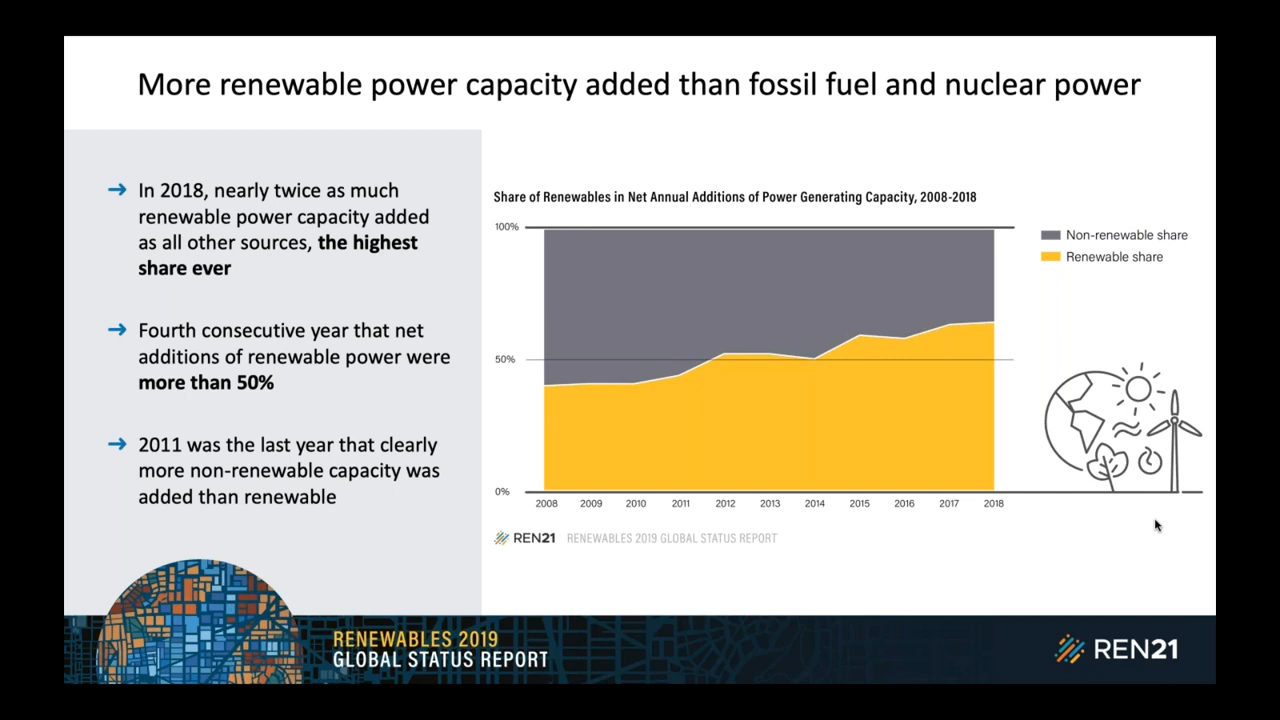 More renewable power capacity added than fossil fuel and nuclear power
➔ In 2018, nearly twice as much
renewable power capacity added
as all other sources, the highest
share ever
➔ Fourth consecutive year that net
additions of renewable power were
more than 50%
➔ 2011 was the last year that clearly
more non-renewable capacity was
added than renewable
Share of Renewables in Net Annual Additions of Power Generating Capacity, 2008-2018
100%
50%
0%
2008 2009 2010 2011 2012 2013 2014 2015 2016 2017 2018
Non-renewable share
Renewable share
REN21 RENEWABLES 2019 GLOBAL STATUS REPORT
RENEWABLES 2019
GLOBAL STATUS REPORT
REN21